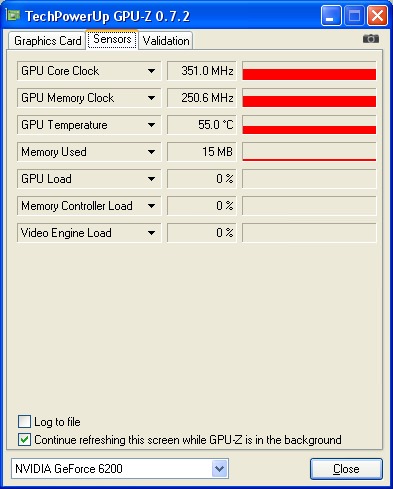 TechPowerUp GPU-Z 0.7.2
Graphics Card Sensors Validation
GPU Core Clock 351.0 MHz
GPU Memory Clock 250.6 MHz
GPU Temperature 55.0 °C
Memory Used 15 MB
GPU Load 0 %
Memory Controller Load 0 %
Video Engine Load 0 %
Log to file
Continue refreshing this screen while GPU-Z is in the background
NVIDIA GeForce 6200 Close